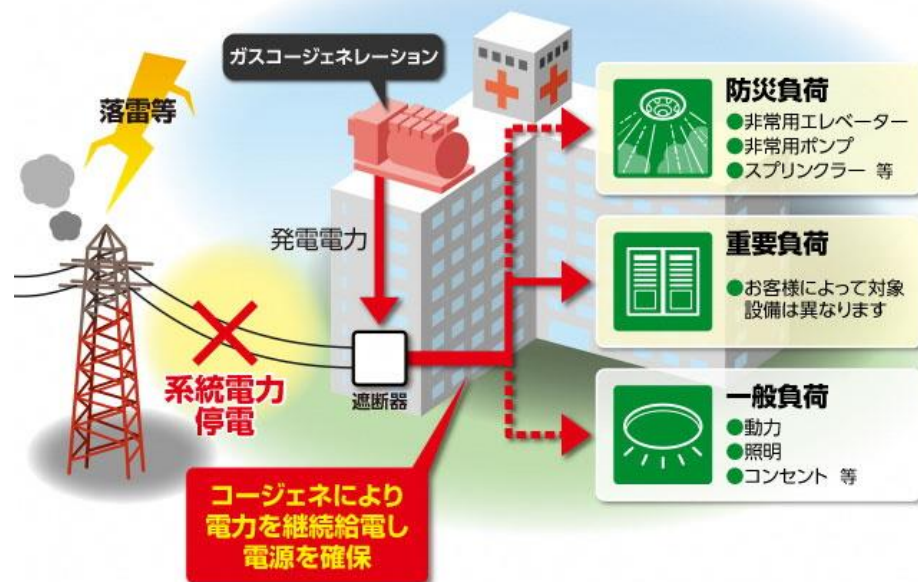 ガスコージェネレーション
落雷等
発電電力
系統電力
停電
遮断器
コージェネにより
電力を継続給電し
電源を確保
防災負荷
●非常用エレベーター
●非常用ポンプ
●スプリンクラー 等
重要負荷
●お客様によって対象
設備は異なります
一般負荷
●動力
●照明
●コンセント 等